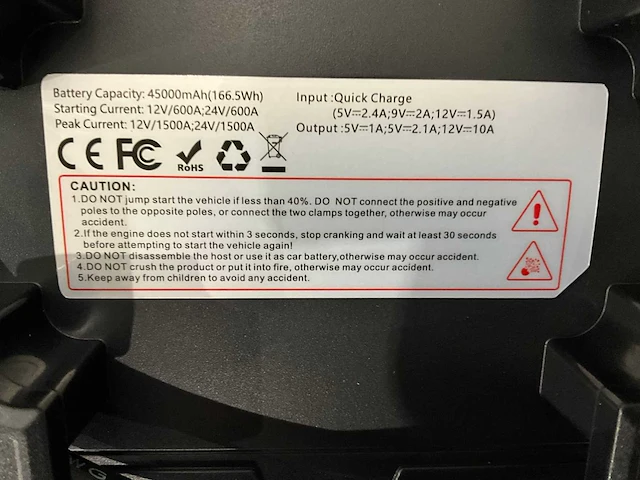 Battery Capacity: 45000mAh(166.5Wh)
Starting Current: 12V/600A;24V/600A
Peak Current: 12V/1500A;24V/1500A
Input :Quick Charge
(5V⎓2.4A;9V⎓2A;12V⎓1.5A)
Output :5V⎓1A;5V⎓2.1A;12V⎓10A
CE FC RoHS
CAUTION:
1.DO NOT jump start the vehicle if less than 40%. DO NOT connect the positive and negative
poles to the opposite poles, or connect the two clamps together, otherwise may occur
accident.
2.If the engine does not start within 3 seconds, stop cranking and wait at least 30 seconds
before attempting to start the vehicle again!
3.DO NOT disassemble the host or use it as car battery,otherwise may occur accident.
4.DO NOT crush the product or put it into fire, otherwise may occur accident.
5.Keep away from children to avoid any accident.